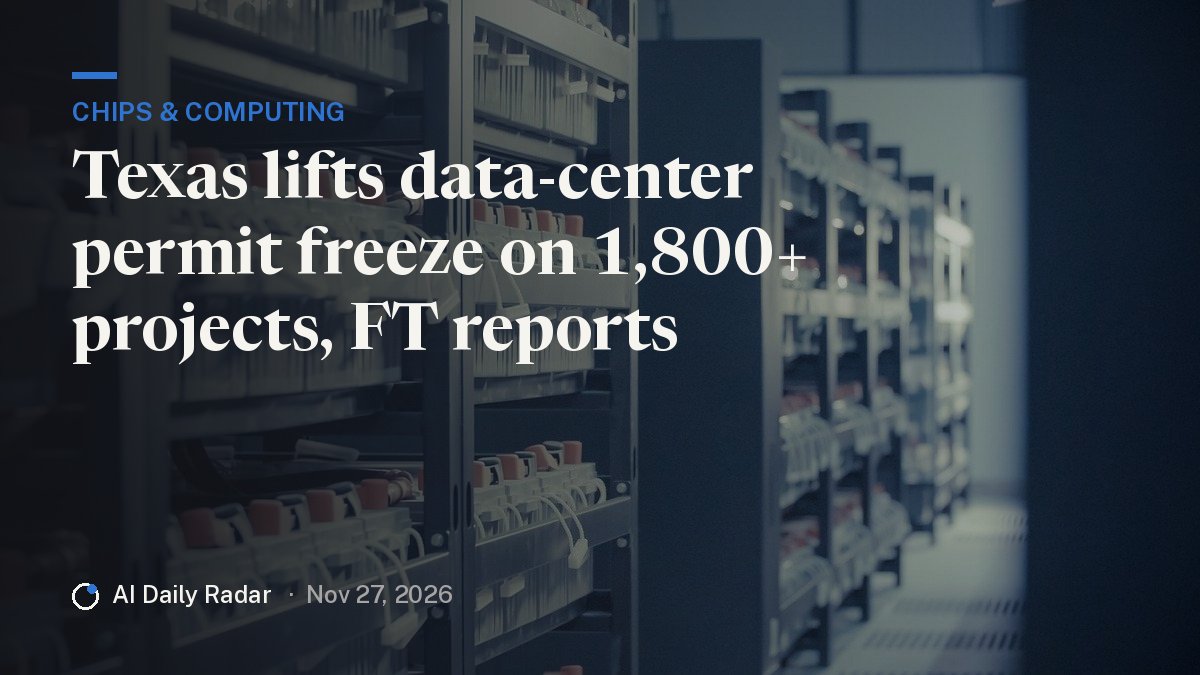 CHIPS & COMPUTING
Texas lifts data-center
permit freeze on 1,800+
projects, FT reports
AI Daily Radar · Nov 27, 2026